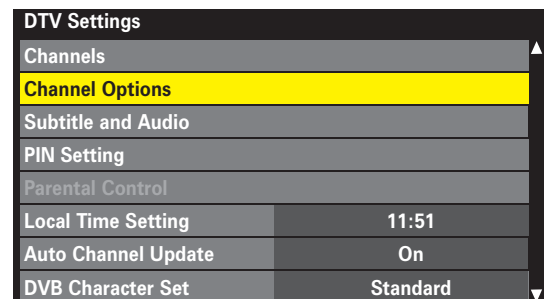 DTV Settings
Channels
Channel Options
Subtitle and Audio
PIN Setting
Parental Control
Local Time Setting 11:51
Auto Channel Update On
DVB Character Set Standard